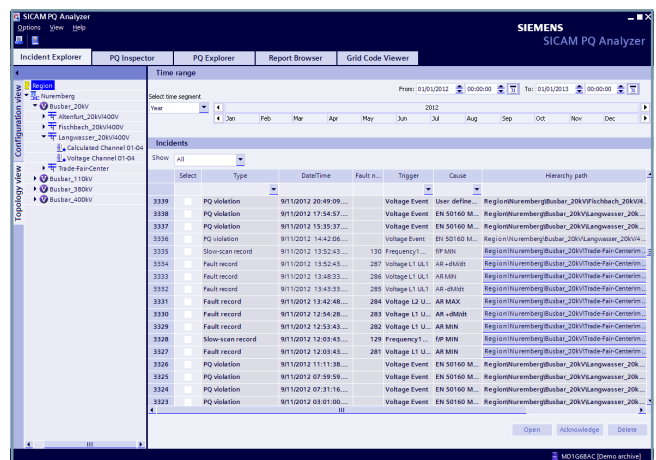 SICAM PQ Analyzer
Options View Help
SIEMENS
SICAM PQ Analyzer
Incident Explorer PQ Inspector PQ Explorer Report Browser Grid Code Viewer
Configuration view
Topology view
Region
Nuremberg
Busbar_20kV
Altenfurt_20kV/400V
Fischbach_20kV/400V
Langwasser_20kV/400V
Calculated Channel 01-04
Voltage Channel 01-04
Trade-Fair-Center
Busbar_110kV
Busbar_380kV
Busbar_400kV
Time range
From: 01/01/2012 00:00:00 To: 01/01/2013 00:00:00
Select time segment
Year 2012
Jan Feb Mar Apr May Jun Jul Aug Sep Oct Nov Dec
Incidents
Show All
Select Type Date/Time Fault n... Trigger Cause Hierarchy path
3339 PQ violation 9/11/2012 20:49:09.... Voltage Event User define... Region\Nuremberg\Busbar_20kV\Fischbach_20kV/4...
3338 PQ violation 9/11/2012 17:54:57.... Voltage Event EN 50160 M... Region\Nuremberg\Busbar_20kV\Langwasser_20k...
3337 PQ violation 9/11/2012 15:35:37.... Voltage Event EN 50160 M... Region\Nuremberg\Busbar_20kV\Langwasser_20k...
3336 PQ violation 9/11/2012 14:42:06.... Voltage Event EN 50160 M... Region\Nuremberg\Busbar_20kV\Langwasser_20kV/4...
3335 Slow-scan record 9/11/2012 13:52:43.... 130 Frequency1 ... f/P MIN Region\Nuremberg\Busbar_20kV\Trade-Fair-Center\m...
3334 Fault record 9/11/2012 13:52:43.... 287 Voltage L1 UL1 AR +dM/dt Region\Nuremberg\Busbar_20kV\Trade-Fair-Center\m...
3333 Fault record 9/11/2012 13:48:33.... 286 Voltage L1 UL1 AR MIN Region\Nuremberg\Busbar_20kV\Trade-Fair-Center\m...
3332 Fault record 9/11/2012 13:43:33.... 285 Voltage L1 UL1 AR -dM/dt Region\Nuremberg\Busbar_20kV\Trade-Fair-Center\m...
3331 Fault record 9/11/2012 13:42:48.... 284 Voltage L2 U... AR MAX Region\Nuremberg\Busbar_20kV\Trade-Fair-Center\m...
3330 Fault record 9/11/2012 12:54:28.... 283 Voltage L1 U... AR +dM/dt Region\Nuremberg\Busbar_20kV\Trade-Fair-Center\m...
3329 Fault record 9/11/2012 12:53:43.... 282 Voltage L1 U... AR MIN Region\Nuremberg\Busbar_20kV\Trade-Fair-Center\m...
3328 Slow-scan record 9/11/2012 12:03:43.... 129 Frequency1 ... f/P MIN Region\Nuremberg\Busbar_20kV\Trade-Fair-Center\m...
3327 Fault record 9/11/2012 12:03:43.... 281 Voltage L1 U... AR MIN Region\Nuremberg\Busbar_20kV\Trade-Fair-Center\m...
3326 PQ violation 9/11/2012 11:11:38.... Voltage Event EN 50160 M... Region\Nuremberg\Busbar_20kV\Langwasser_20k...
3325 PQ violation 9/11/2012 07:59:59.... Voltage Event EN 50160 M... Region\Nuremberg\Busbar_20kV\Langwasser_20k...
3324 PQ violation 9/11/2012 07:31:16.... Voltage Event EN 50160 M... Region\Nuremberg\Busbar_20kV\Langwasser_20k...
3323 PQ violation 9/11/2012 03:01:00.... Voltage Event EN 50160 M... Region\Nuremberg\Busbar_20kV\Langwasser_20k...
Open Acknowledge Delete
MD1G6BAC [Demo archive]